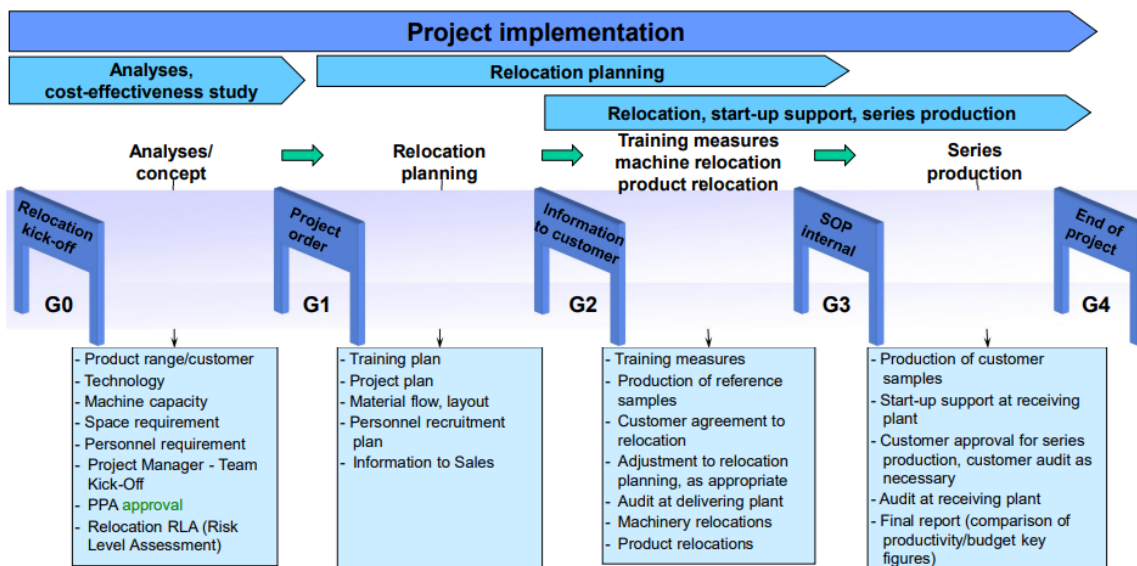 Project implementation
Analyses,
cost-effectiveness study
Relocation planning
Relocation, start-up support, series production
Analyses/
concept
Relocation
planning
Training measures
machine relocation
product relocation
Series
production
Relocation
kick-off
G0
Project
order
G1
Information
to customer
G2
SOP
internal
G3
End of
project
G4
- Product range/customer
- Technology
- Machine capacity
- Space requirement
- Personnel requirement
- Project Manager - Team
Kick-Off
- PPA approval
- Relocation RLA (Risk
Level Assessment)
- Training plan
- Project plan
- Material flow, layout
- Personnel recruitment
plan
- Information to Sales
- Training measures
- Production of reference
samples
- Customer agreement to
relocation
- Adjustment to relocation
planning, as appropriate
- Audit at delivering plant
- Machinery relocations
- Product relocations
- Production of customer
samples
- Start-up support at receiving
plant
- Customer approval for series
production, customer audit as
necessary
- Audit at receiving plant
- Final report (comparison of
productivity/budget key
figures)